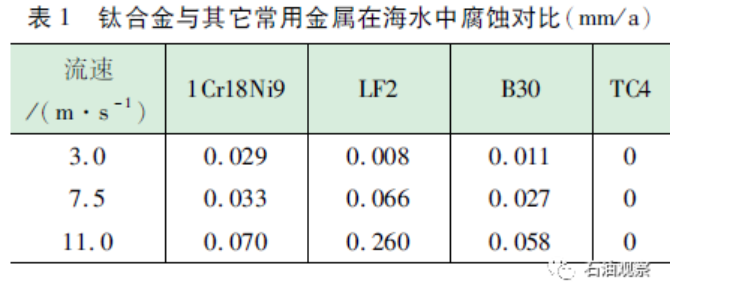 表 1 钛合金与其它常用金属在海水中腐蚀对比(mm/a)
流速 /(m·s⁻¹) 1Cr18Ni9 LF2 B30 TC4
3.0 0.029 0.008 0.011 0
7.5 0.033 0.066 0.027 0
11.0 0.070 0.260 0.058 0
石油观察